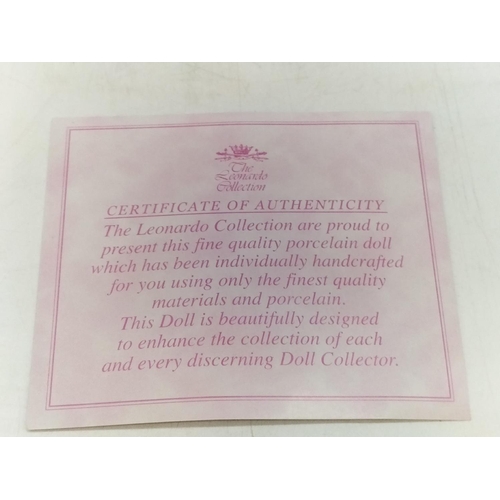 The
Leonardo
Collection
CERTIFICATE OF AUTHENTICITY
The Leonardo Collection are proud to
present this fine quality porcelain doll
which has been individually handcrafted
for you using only the finest quality
materials and porcelain.
This Doll is beautifully designed
to enhance the collection of each
and every discerning Doll Collector.